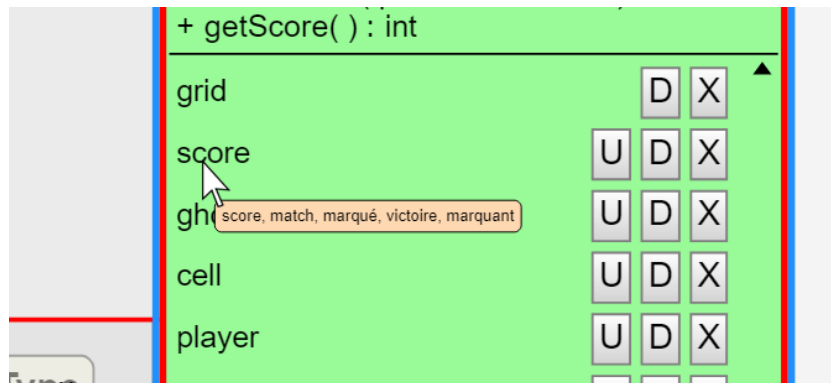 + getScore( ) : int
grid D X
score U D X
score, match, marqué, victoire, marquant
U D X
cell U D X
player U D X